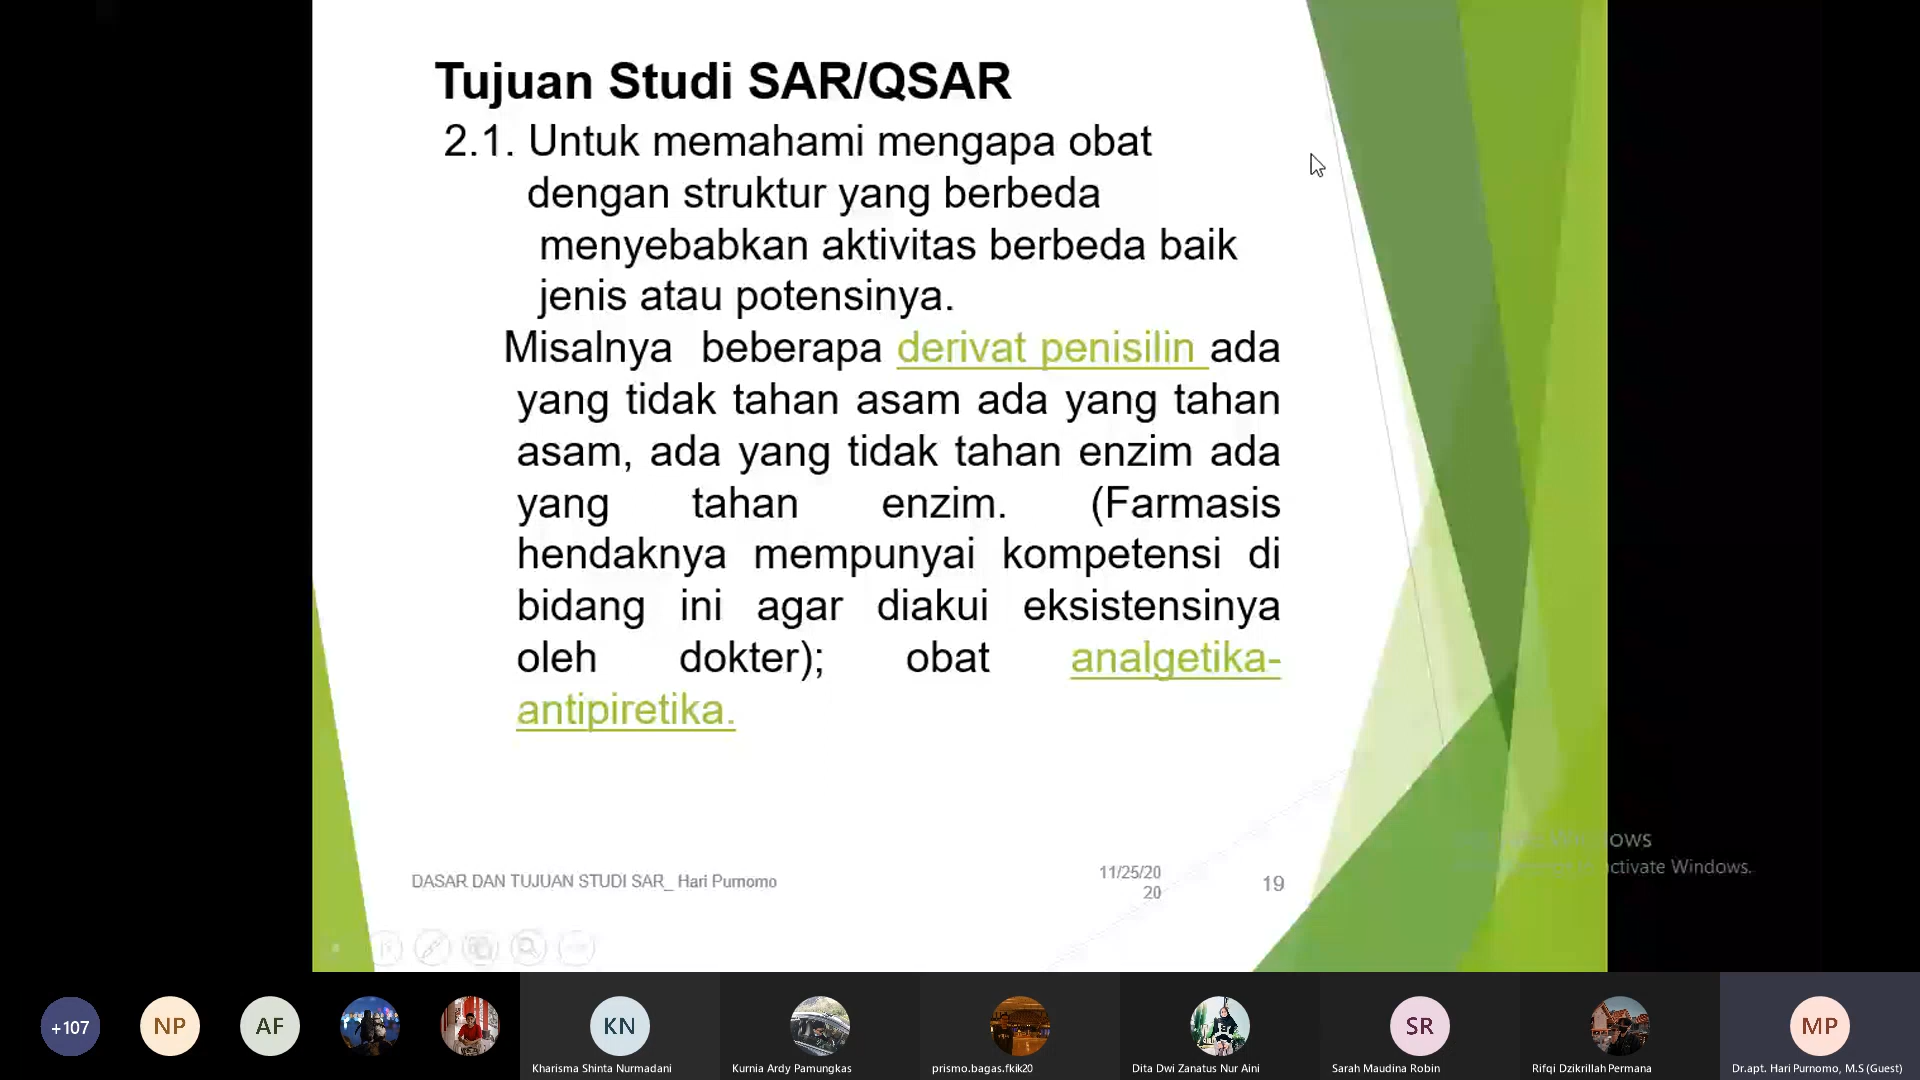 Tujuan Studi SAR/QSAR
2.1. Untuk memahami mengapa obat
dengan struktur yang berbeda
menyebabkan aktivitas berbeda baik
jenis atau potensinya.
Misalnya beberapa derivat penisilin ada
yang tidak tahan asam ada yang tahan
asam, ada yang tidak tahan enzim ada
yang tahan enzim. (Farmasis
hendaknya mempunyai kompetensi di
bidang ini agar diakui eksistensinya
oleh dokter); obat analgetika-
antipiretika.
DASAR DAN TUJUAN STUDI SAR_ Hari Purnomo
11/25/20
20
19
ctivate Windows.
+107
NP
AF
KN
SR
MP
Kharisma Shinta Nurmadani
Kurnia Ardy Pamungkas
prismo.bagas.fkik20
Dita Dwi Zanatus Nur Aini
Sarah Maudina Robin
Rifqi Dzikrillah Permana
Dr.apt. Hari Purnomo, M.S (Guest)